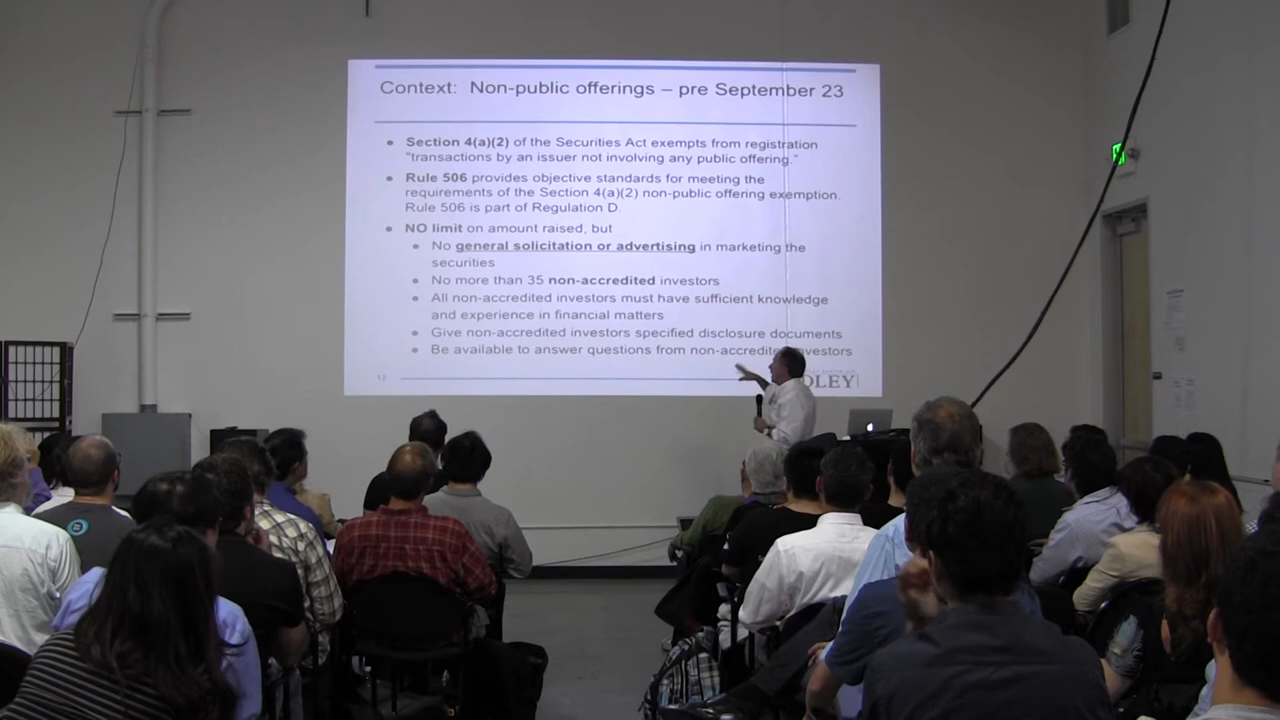 Context: Non-public offerings – pre September 23
• Section 4(a)(2) of the Securities Act exempts from registration
"transactions by an issuer not involving any public offering."
• Rule 506 provides objective standards for meeting the
requirements of the Section 4(a)(2) non-public offering exemption.
Rule 506 is part of Regulation D.
• NO limit on amount raised, but
• No general solicitation or advertising in marketing the
securities
• No more than 35 non-accredited investors
• All non-accredited investors must have sufficient knowledge
and experience in financial matters
• Give non-accredited investors specified disclosure documents
• Be available to answer questions from non-accredited investors
12